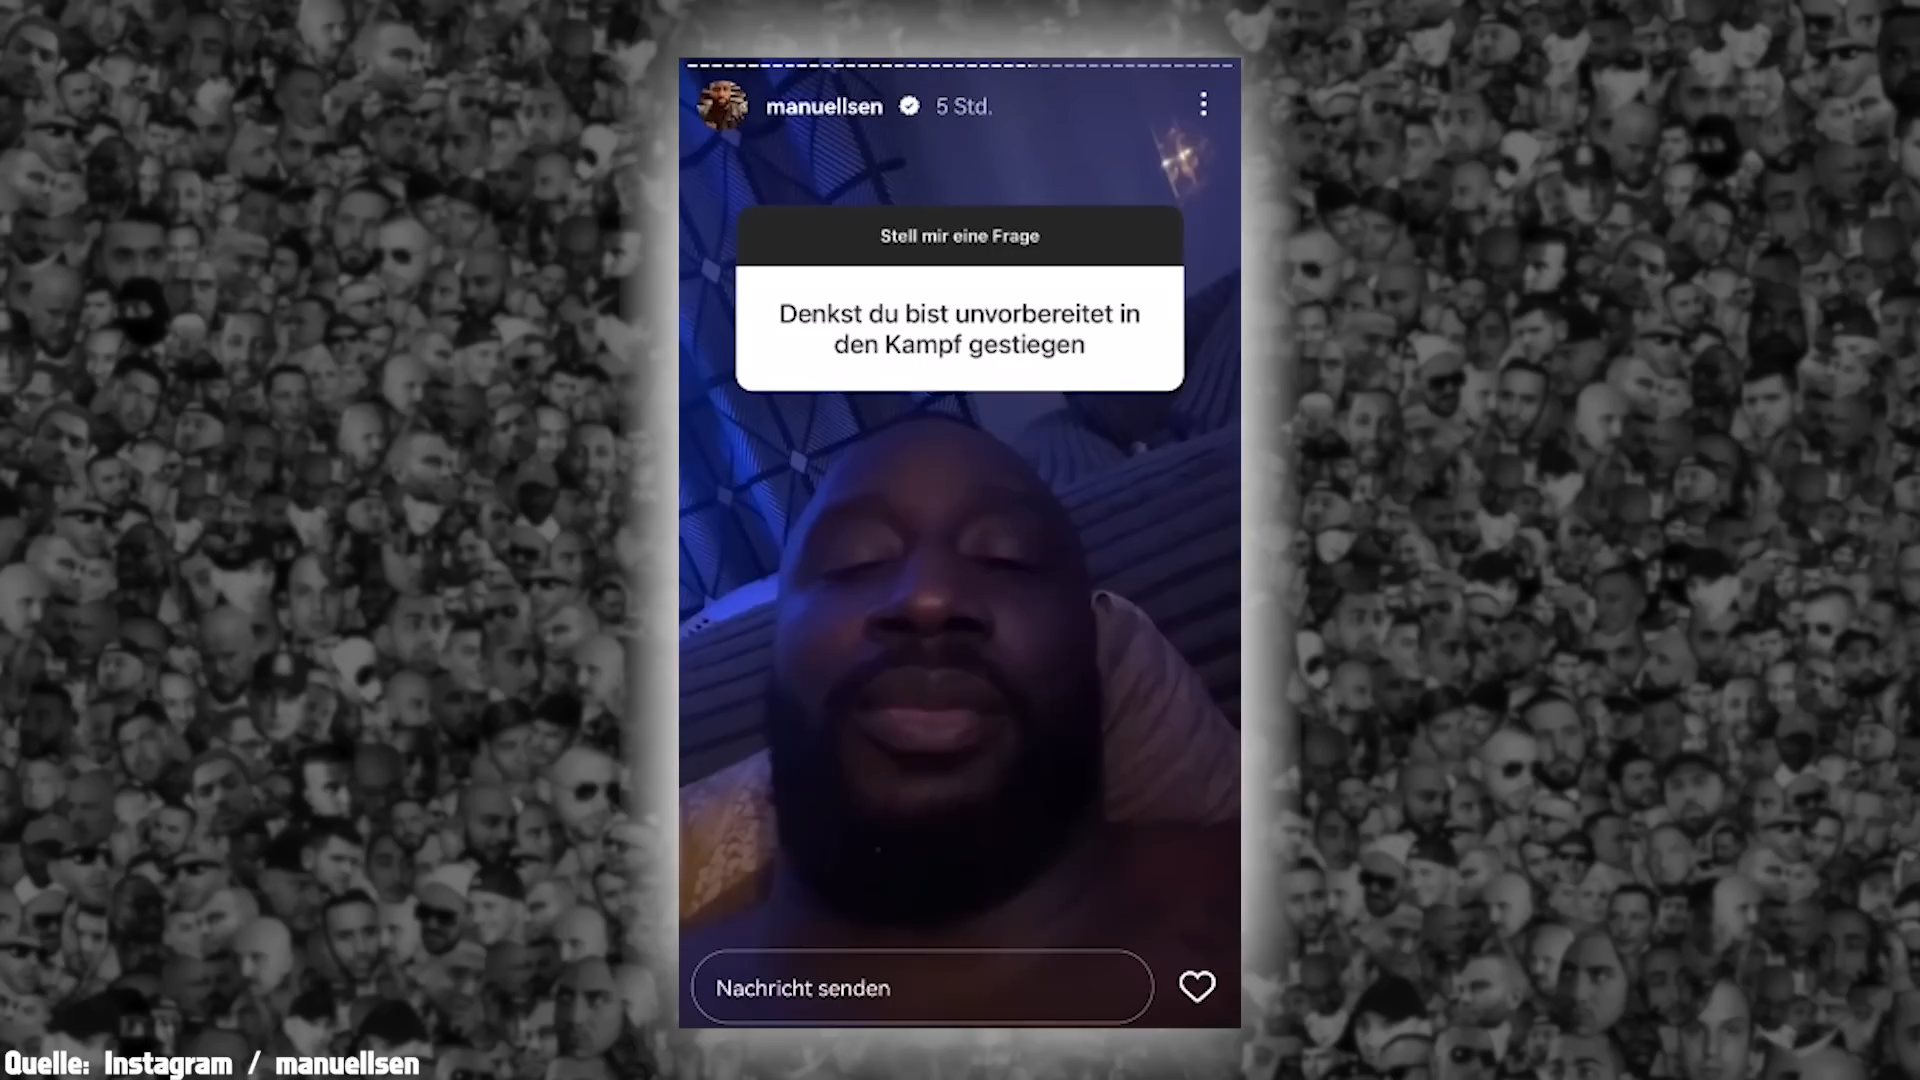 manuellsen 5 Std.
Stell mir eine Frage
Denkst du bist unvorbereitet in
den Kampf gestiegen
Nachricht senden
Quelle: Instagram / manuellsen